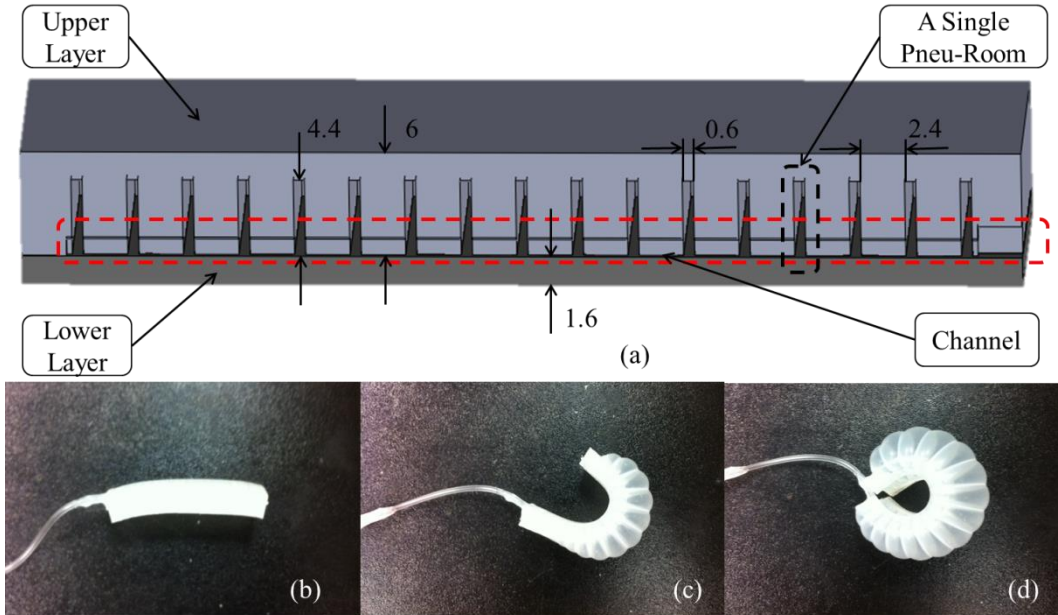 Upper
Layer
A Single
Pneu-Room
4.4
6
0.6
2.4
Lower
Layer
1.6
Channel
(a)
(b)
(c)
(d)